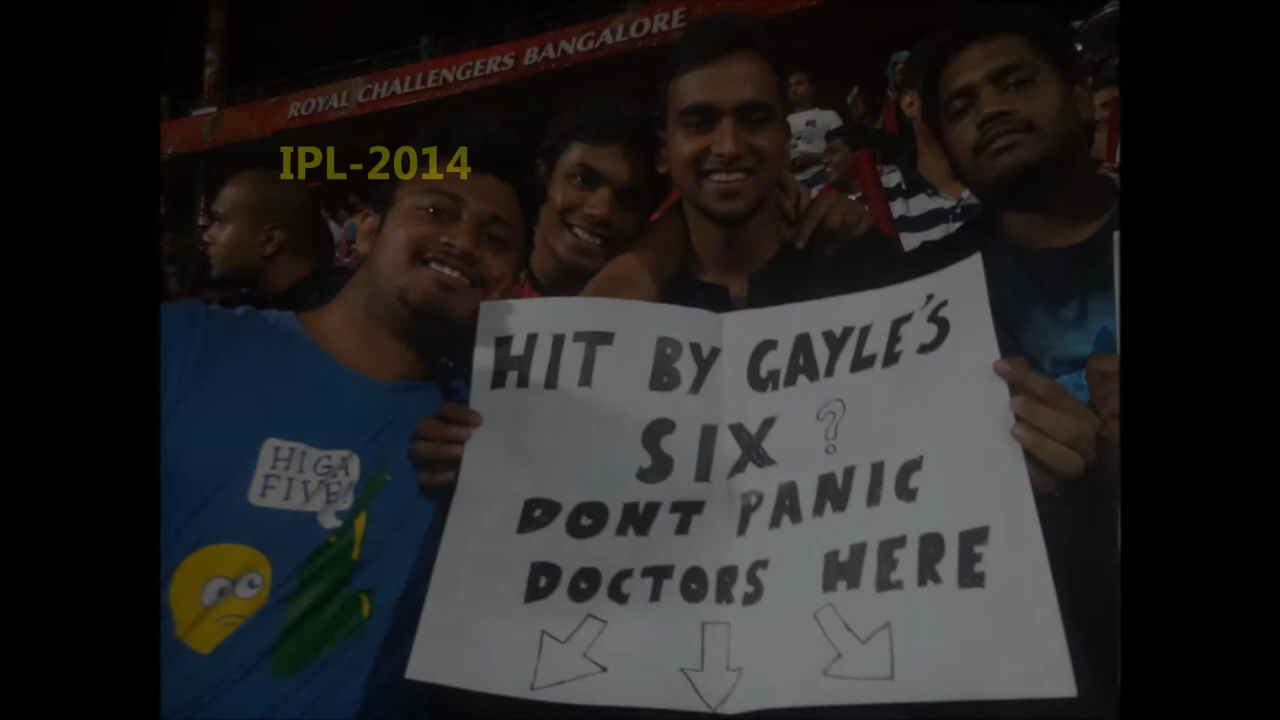 ROYAL CHALLENGERS BANGALORE
IPL-2014
HIT BY GAYLE'S
SIX ?
DONT PANIC
DOCTORS HERE
HIGH
FIVE!